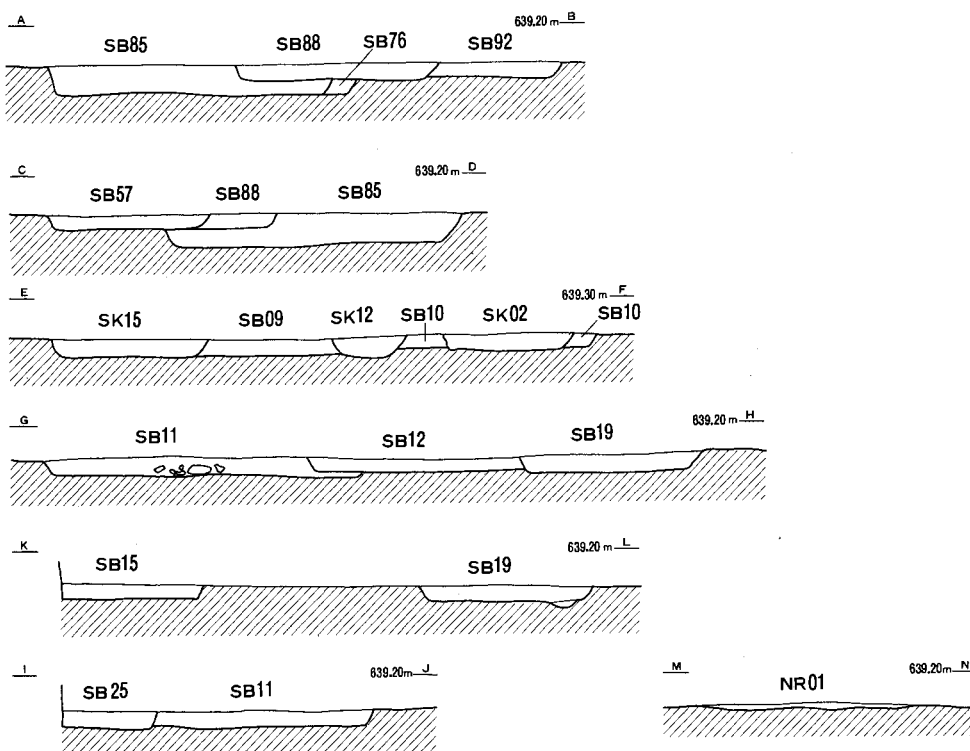 A 639.20 m B
SB85 SB88 SB76 SB92
C 639.20 m D
SB57 SB88 SB85
E 639.30 m F
SK15 SB09 SK12 SB10 SK02 SB10
G 639.20 m H
SB11 SB12 SB19
K 639.20 m L
SB15 SB19
I 639.20m J
SB25 SB11
M 639.20m N
NR01